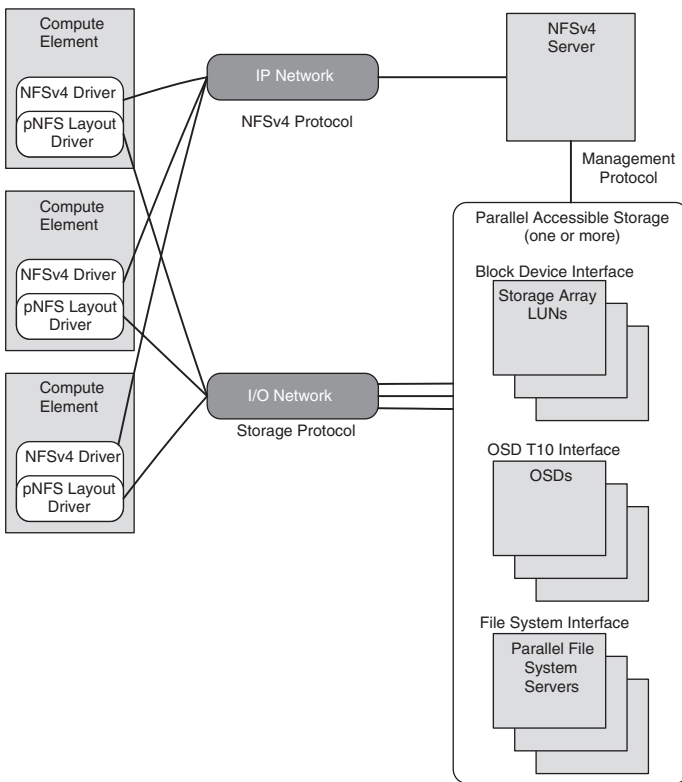 Compute
Element
NFSv4 Driver
pNFS Layout
Driver
IP Network
NFSv4 Protocol
NFSv4
Server
Management
Protocol
Compute
Element
NFSv4 Driver
pNFS Layout
Driver
Compute
Element
NFSv4 Driver
pNFS Layout
Driver
I/O Network
Storage Protocol
Parallel Accessible Storage
(one or more)
Block Device Interface
Storage Array
LUNs
OSD T10 Interface
OSDs
File System Interface
Parallel File
System
Servers